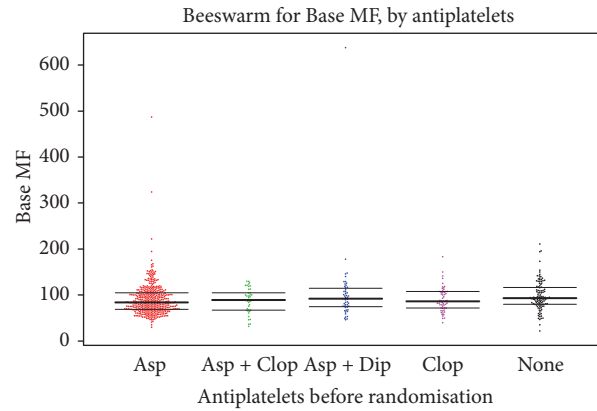 Beeswarm for Base MF, by antiplatelets
Base MF
600
500
400
300
200
100
0
Asp
Asp + Clop
Asp + Dip
Clop
None
Antiplatelets before randomisation